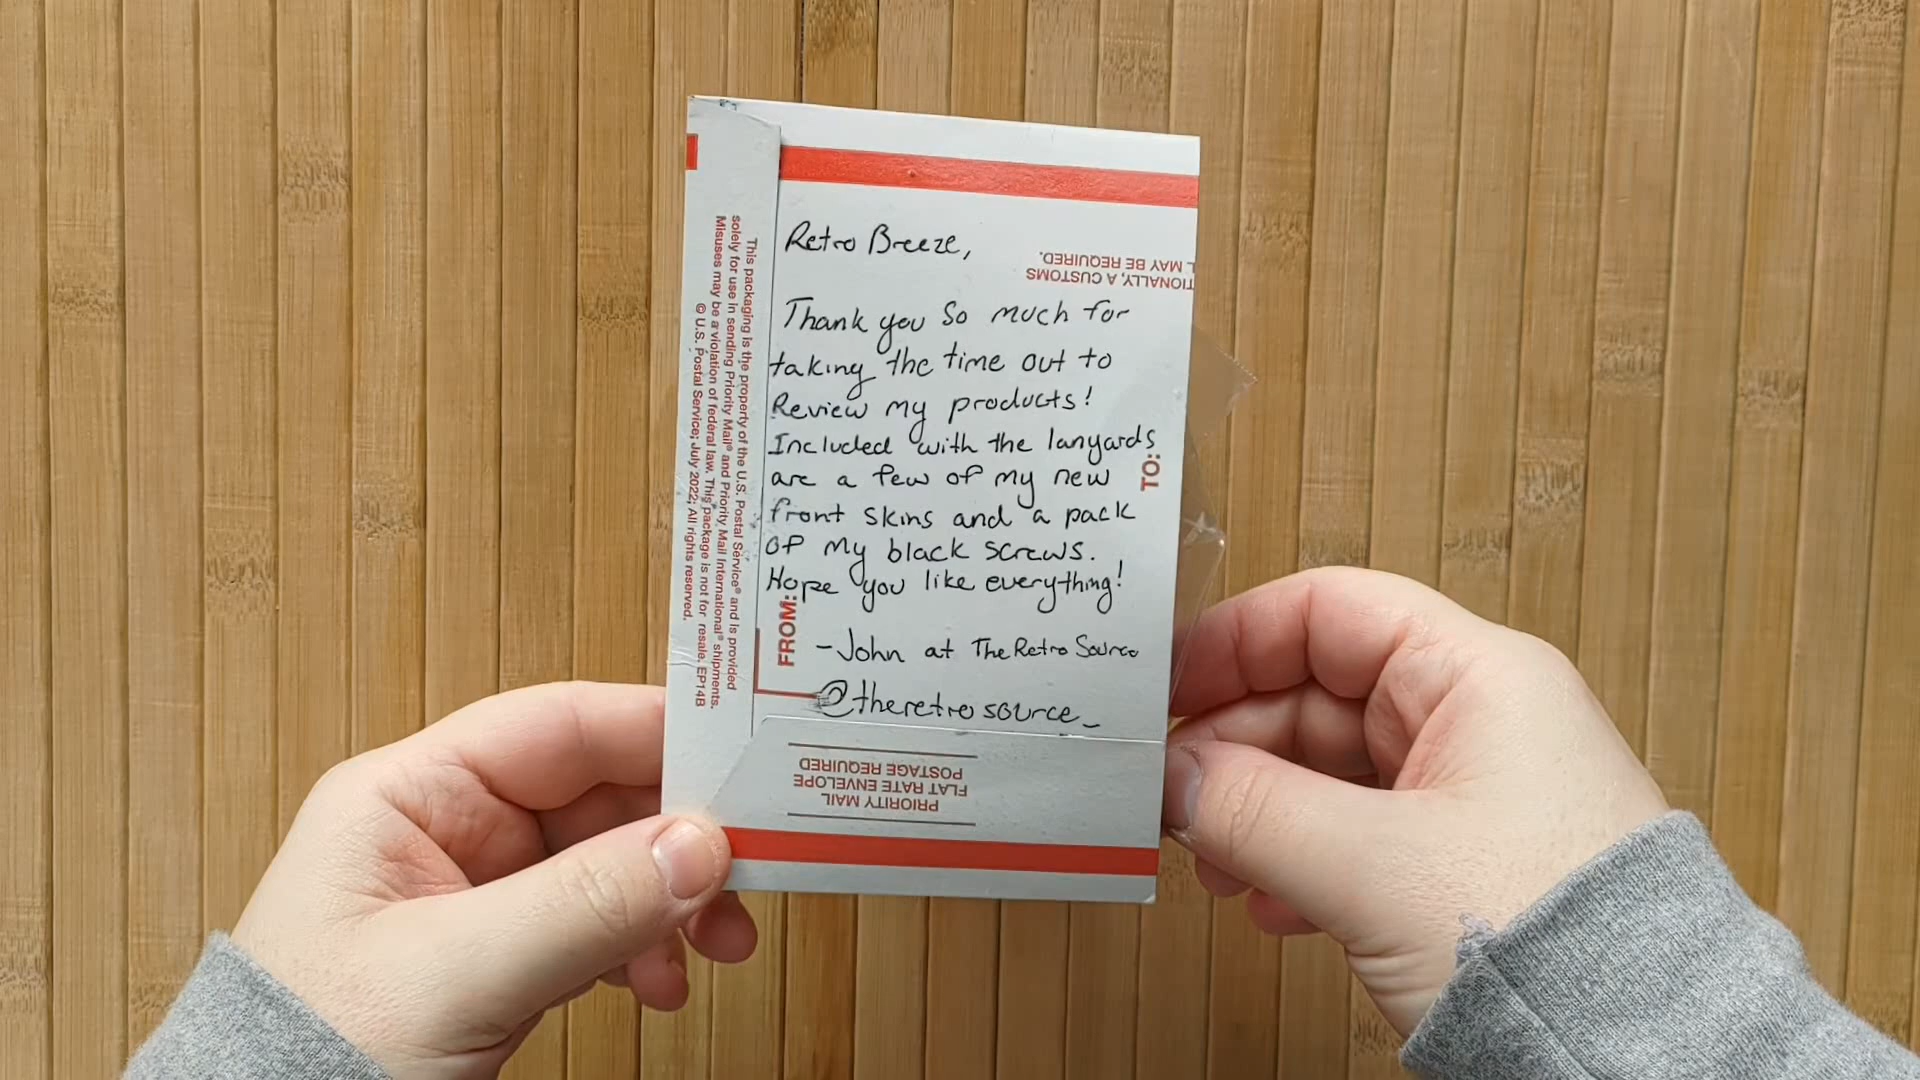 Retro Breeze,
Thank you so much for
taking the time out to
Review my products!
Included with the lanyards
are a few of my new
front skins and a pack
of my black screws.
Hope you like everything!
-John at TheRetroSource
@theretrosource_
TIONALLY, A CUSTOMS
L MAY BE REQUIRED.
TO:
FROM:
This packaging is the property of the U.S. Postal Service® and is provided
solely for use in sending Priority Mail® and Priority Mail International® shipments.
Misuses may be a violation of federal law. This package is not for resale. EP14B
© U.S. Postal Service; July 2022; All rights reserved.
PRIORITY MAIL
FLAT RATE ENVELOPE
POSTAGE REQUIRED